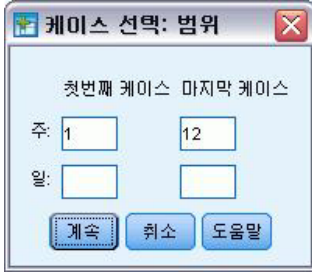 케이스 선택: 범위
첫번째 케이스 마지막 케이스
주: 1 12
일:
계속 취소 도움말